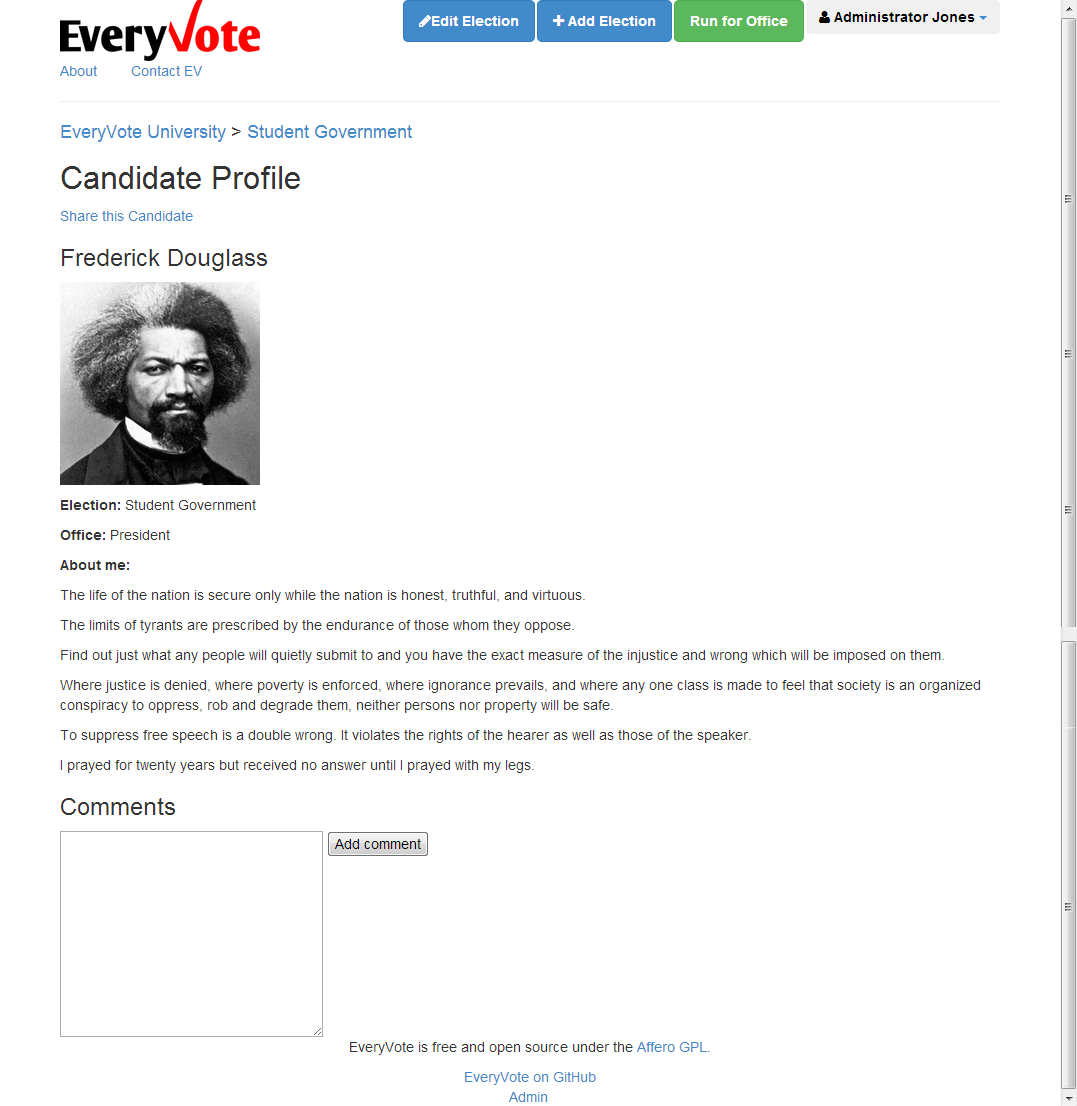 EveryVote
Edit Election
+ Add Election
Run for Office
Administrator Jones
About
Contact EV
EveryVote University > Student Government
Candidate Profile
Share this Candidate
Frederick Douglass
Election: Student Government
Office: President
About me:
The life of the nation is secure only while the nation is honest, truthful, and virtuous.
The limits of tyrants are prescribed by the endurance of those whom they oppose.
Find out just what any people will quietly submit to and you have the exact measure of the injustice and wrong which will be imposed on them.
Where justice is denied, where poverty is enforced, where ignorance prevails, and where any one class is made to feel that society is an organized
conspiracy to oppress, rob and degrade them, neither persons nor property will be safe.
To suppress free speech is a double wrong. It violates the rights of the hearer as well as those of the speaker.
I prayed for twenty years but received no answer until I prayed with my legs.
Comments
Add comment
EveryVote is free and open source under the Affero GPL.
EveryVote on GitHub
Admin